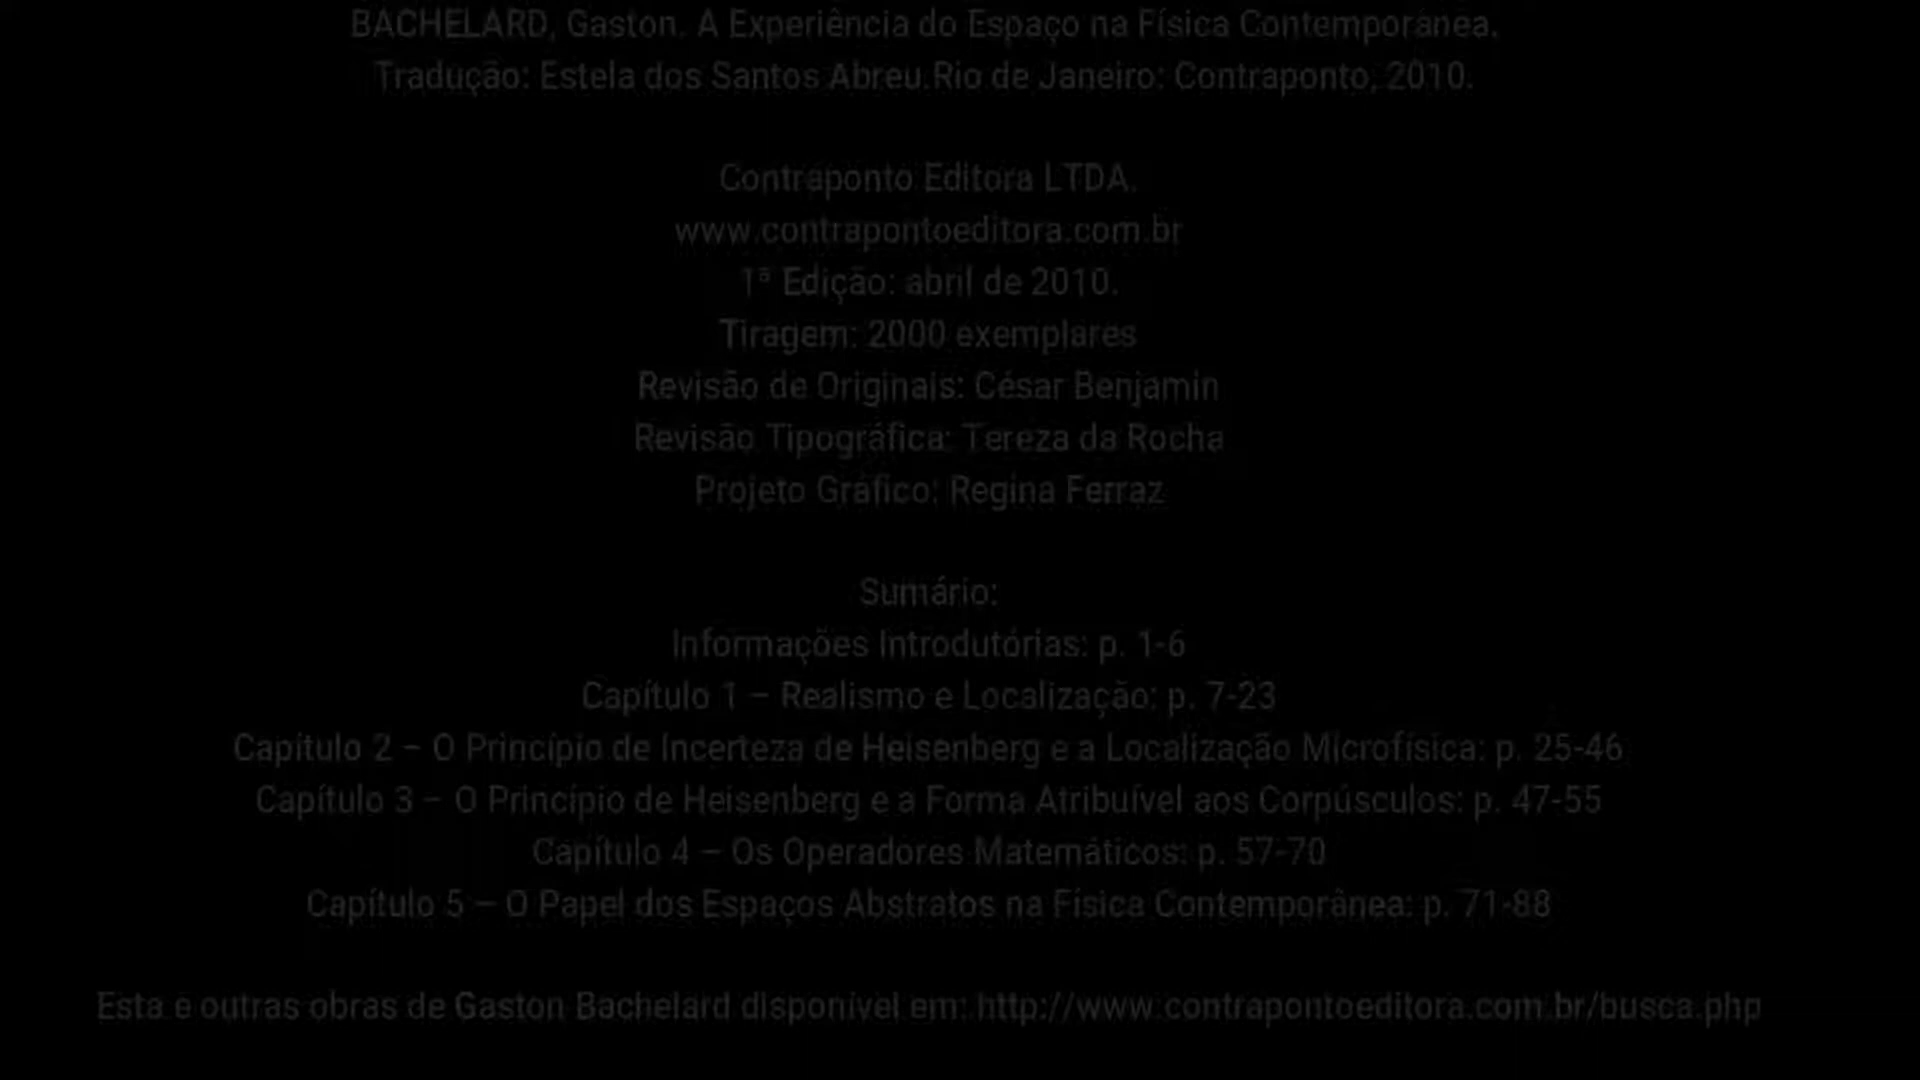 BACHELARD, Gaston. A Experiência do Espaço na Física Contemporânea.
Tradução: Estela dos Santos Abreu.Rio de Janeiro: Contraponto, 2010.
Contraponto Editora LTDA.
www.contrapontoeditora.com.br
1ª Edição: abril de 2010.
Tiragem: 2000 exemplares
Revisão de Originais: César Benjamin
Revisão Tipográfica: Tereza da Rocha
Projeto Gráfico: Regina Ferraz
Sumário:
Informações Introdutórias: p. 1-6
Capítulo 1 – Realismo e Localização: p. 7-23
Capítulo 2 – O Princípio de Incerteza de Heisenberg e a Localização Microfísica: p. 25-46
Capítulo 3 – O Princípio de Heisenberg e a Forma Atribuível aos Corpúsculos: p. 47-55
Capítulo 4 – Os Operadores Matemáticos: p. 57-70
Capítulo 5 – O Papel dos Espaços Abstratos na Física Contemporânea: p. 71-88
Esta e outras obras de Gaston Bachelard disponível em: http://www.contrapontoeditora.com.br/busca.php